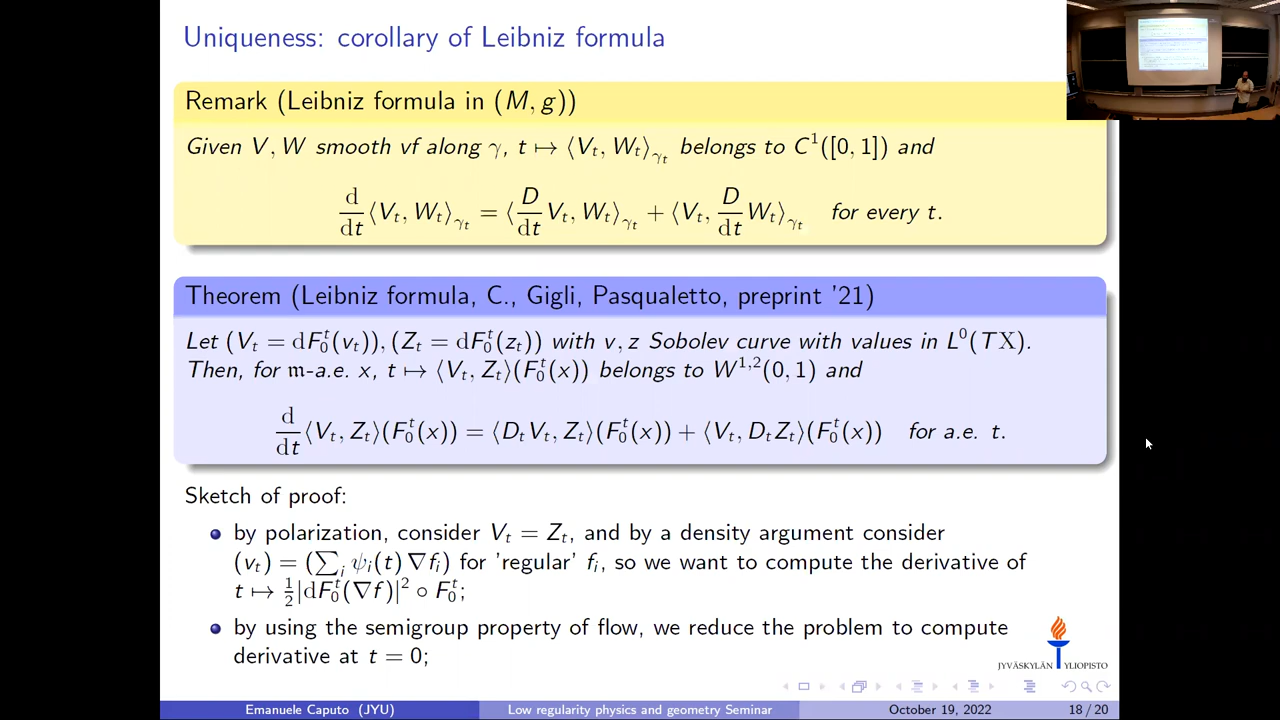 Uniqueness: corollary of Leibniz formula
Remark (Leibniz formula in (M, g))
Given V, W smooth vf along γ, t ↦ ⟨V_t, W_t⟩_{γ_t} belongs to C^1([0, 1]) and
d/dt ⟨V_t, W_t⟩_{γ_t} = ⟨D/dt V_t, W_t⟩_{γ_t} + ⟨V_t, D/dt W_t⟩_{γ_t} for every t.
Theorem (Leibniz formula, C., Gigli, Pasqualetto, preprint '21)
Let (V_t = dF_0^t(v_t)), (Z_t = dF_0^t(z_t)) with v, z Sobolev curve with values in L^0(TX).
Then, for 𝔪-a.e. x, t ↦ ⟨V_t, Z_t⟩(F_0^t(x)) belongs to W^{1,2}(0, 1) and
d/dt ⟨V_t, Z_t⟩(F_0^t(x)) = ⟨D_t V_t, Z_t⟩(F_0^t(x)) + ⟨V_t, D_t Z_t⟩(F_0^t(x)) for a.e. t.
Sketch of proof:
by polarization, consider V_t = Z_t, and by a density argument consider
(v_t) = (∑_i ψ_i(t) ∇f_i) for 'regular' f_i, so we want to compute the derivative of
t ↦ 1/2 |dF_0^t(∇f)|^2 ∘ F_0^t;
by using the semigroup property of flow, we reduce the problem to compute
derivative at t = 0;
JYVÄSKYLÄN YLIOPISTO
Emanuele Caputo (JYU) Low regularity physics and geometry Seminar October 19, 2022 18 / 20